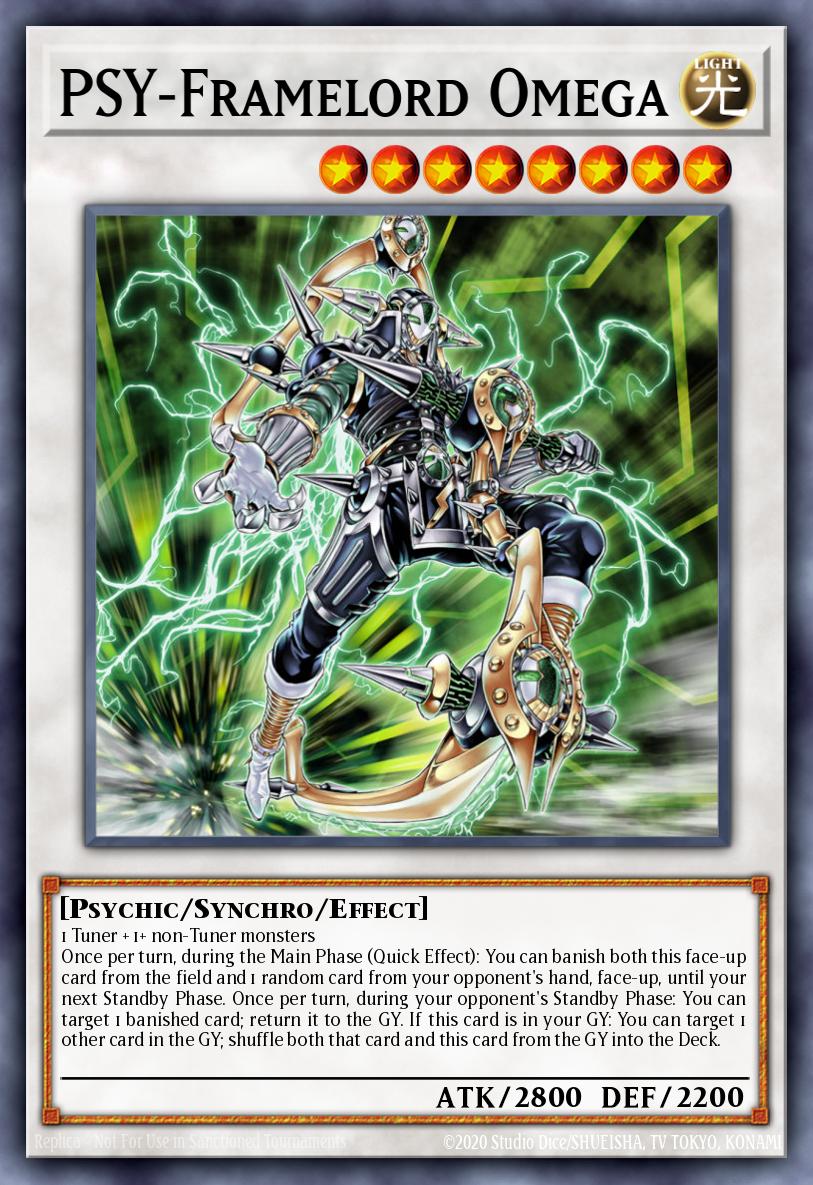 PSY-Framelord Omega
LIGHT
光
[Psychic/Synchro/Effect]
1 Tuner + 1+ non-Tuner monsters
Once per turn, during the Main Phase (Quick Effect): You can banish both this face-up
card from the field and 1 random card from your opponent's hand, face-up, until your
next Standby Phase. Once per turn, during your opponent's Standby Phase: You can
target 1 banished card; return it to the GY. If this card is in your GY: You can target 1
other card in the GY; shuffle both that card and this card from the GY into the Deck.
ATK/2800 DEF/2200
Replica - Not For Use in Sanctioned Tournaments
©2020 Studio Dice/SHUEISHA, TV TOKYO, KONAMI